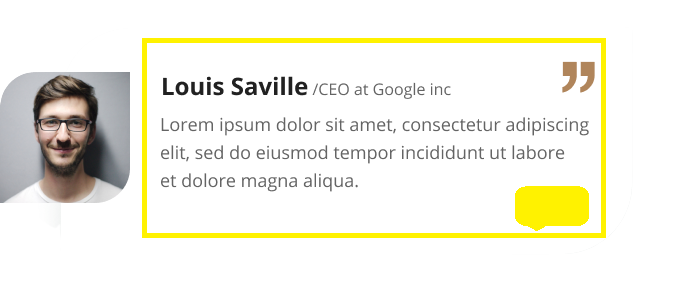 Louis Saville /CEO at Google inc ”
Lorem ipsum dolor sit amet, consectetur adipiscing
elit, sed do eiusmod tempor incididunt ut labore
et dolore magna aliqua.